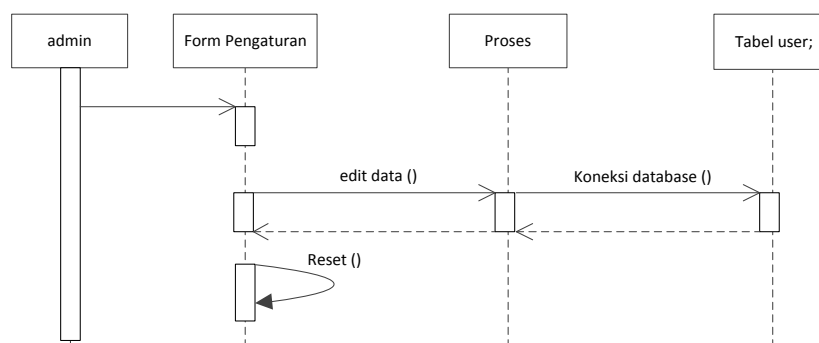 admin
Form Pengaturan
Proses
Tabel user;
edit data ()
Koneksi database ()
Reset ()